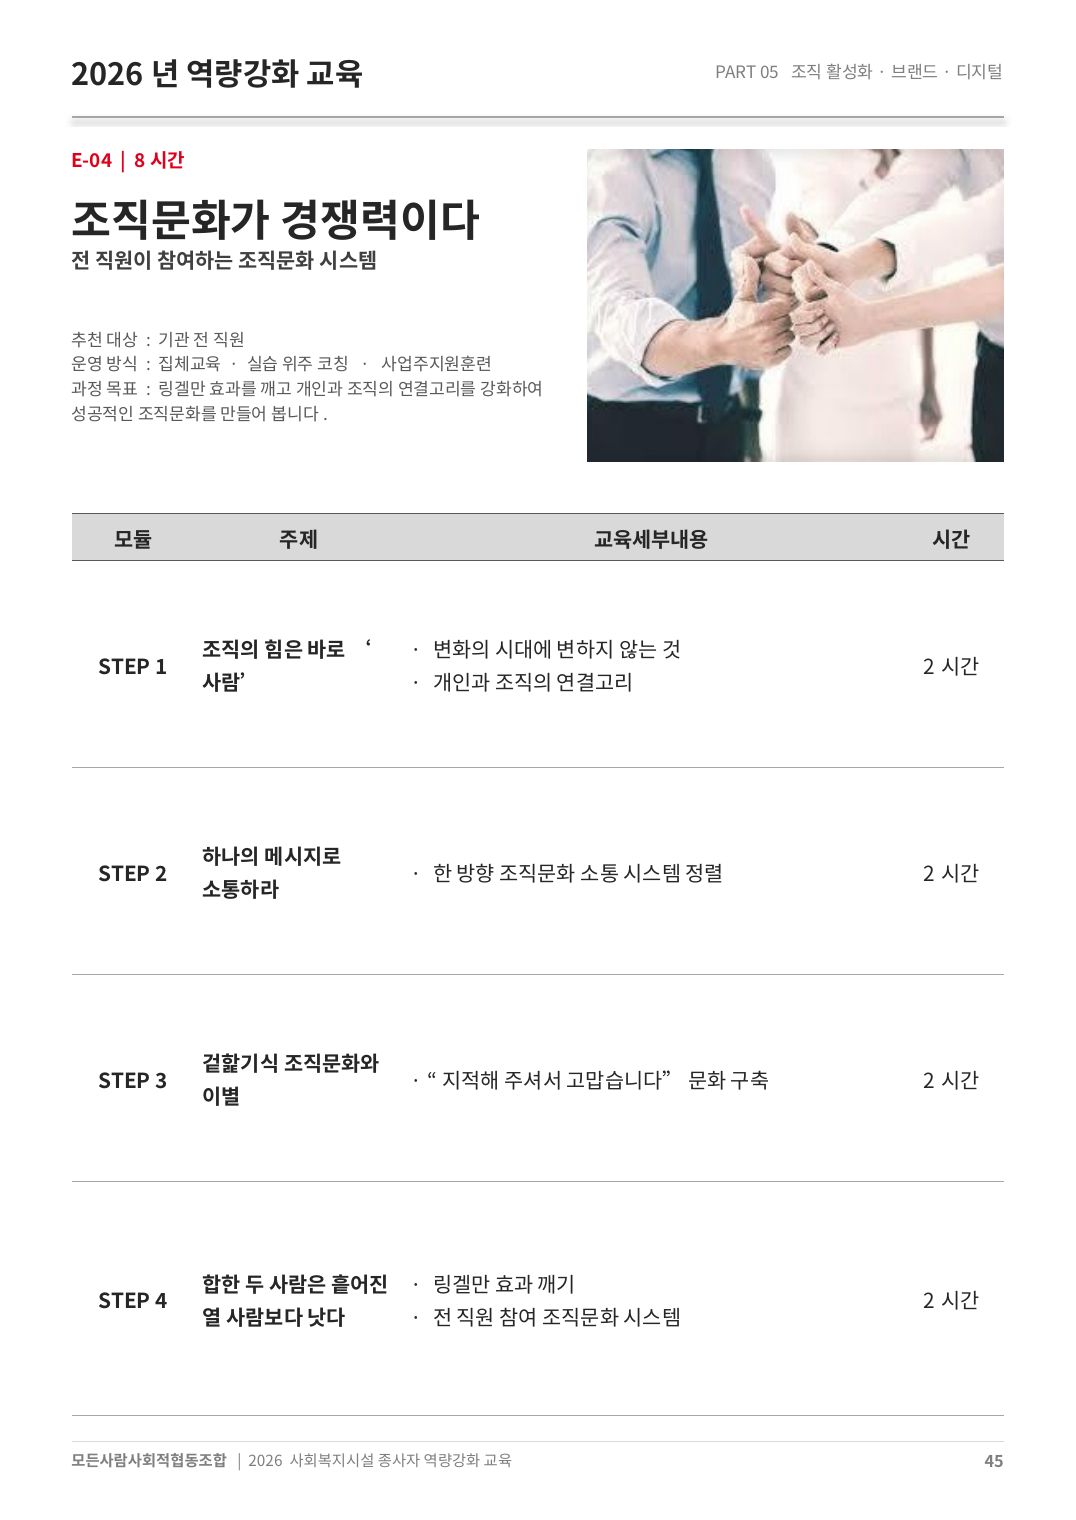 2026 년 역량강화 교육
PART 05 조직 활성화 · 브랜드 · 디지털
E-04 | 8 시간
조직문화가 경쟁력이다
전 직원이 참여하는 조직문화 시스템
추천 대상 : 기관 전 직원
운영 방식 : 집체교육 · 실습 위주 코칭 · 사업주지원훈련
과정 목표 : 링겔만 효과를 깨고 개인과 조직의 연결고리를 강화하여
성공적인 조직문화를 만들어 봅니다 .
모듈 주제 교육세부내용 시간
STEP 1
조직의 힘은 바로 ‘
사람’
· 변화의 시대에 변하지 않는 것
· 개인과 조직의 연결고리
2 시간
STEP 2
하나의 메시지로
소통하라
· 한 방향 조직문화 소통 시스템 정렬
2 시간
STEP 3
겉핥기식 조직문화와
이별
· “ 지적해 주셔서 고맙습니다” 문화 구축
2 시간
STEP 4
합한 두 사람은 흩어진
열 사람보다 낫다
· 링겔만 효과 깨기
· 전 직원 참여 조직문화 시스템
2 시간
모든사람사회적협동조합 | 2026 사회복지시설 종사자 역량강화 교육
45